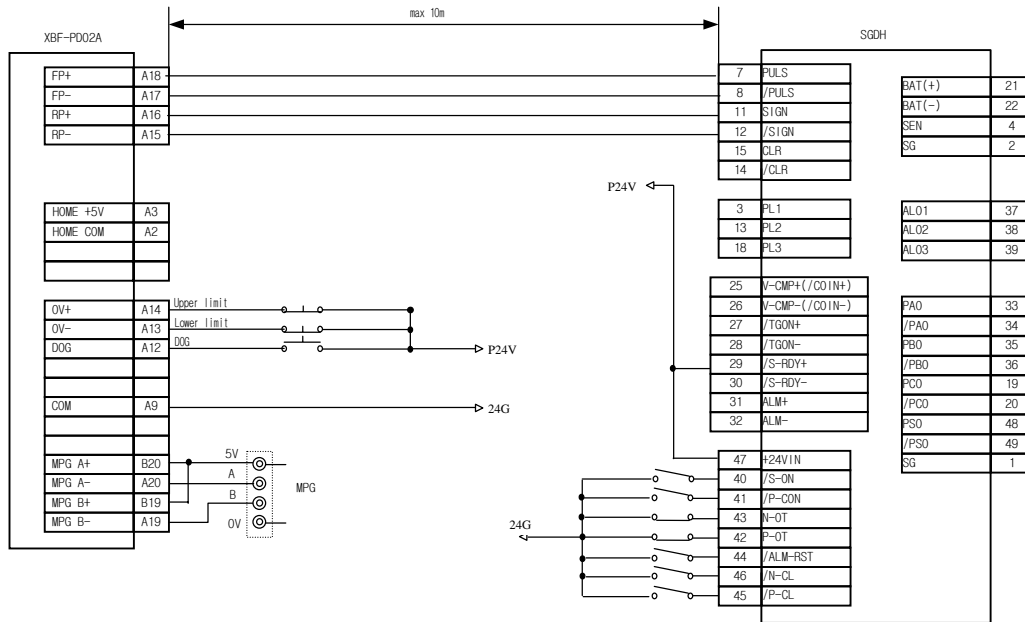 max 10m
XBF-PD02A
SGDH
FP+ A18
FP- A17
RP+ A16
RP- A15
HOME +5V A3
HOME COM A2
OV+ A14 Upper limit
OV- A13 Lower limit
DOG A12 DOG
P24V
COM A9
24G
MPG A+ B20
MPG A- A20
MPG B+ B19
MPG B- A19
5V
A
B
0V
MPG
7 PULS
8 /PULS
11 SIGN
12 /SIGN
15 CLR
14 /CLR
P24V
3 PL1
13 PL2
18 PL3
25 V-CMP+(/COIN+)
26 V-CMP-(/COIN-)
27 /TGON+
28 /TGON-
29 /S-RDY+
30 /S-RDY-
31 ALM+
32 ALM-
47 +24VIN
40 /S-ON
41 /P-CON
43 N-OT
42 P-OT
44 /ALM-RST
46 /N-CL
45 /P-CL
24G
BAT(+) 21
BAT(-) 22
SEN 4
SG 2
ALO1 37
ALO2 38
ALO3 39
PAO 33
/PAO 34
PBO 35
/PBO 36
PCO 19
/PCO 20
PSO 48
/PSO 49
SG 1